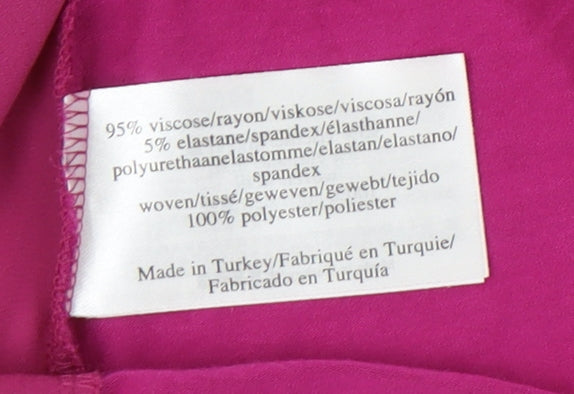 95% viscose/rayon/viskose/viscosa/rayón
5% elastane/spandex/élasthanne/
polyurethaanelastomme/elastan/elastano/
spandex
woven/tissé/geweven/gewebt/tejido
100% polyester/poliester
Made in Turkey/Fabriqué en Turquie/
Fabricado en Turquía